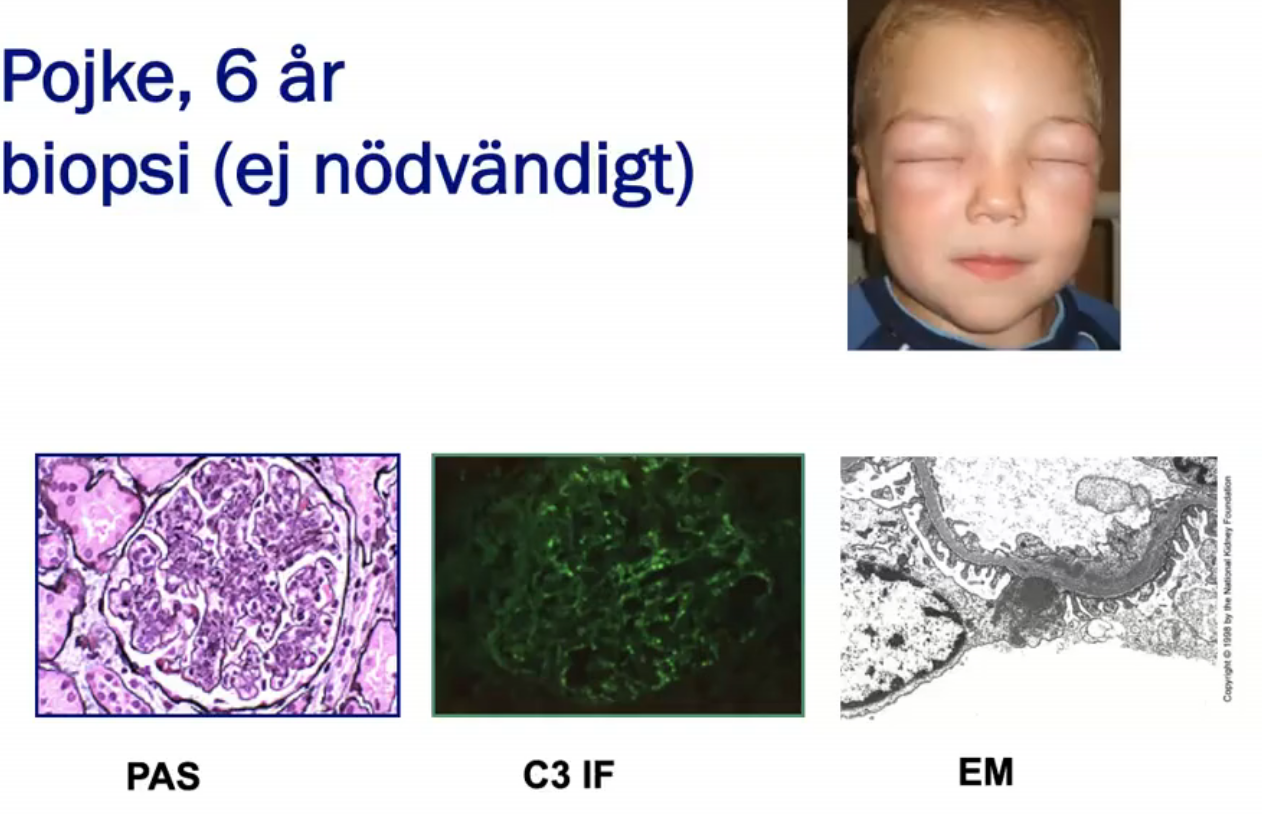 Pojke, 6 år
biopsi (ej nödvändigt)
Copyright © 1998 by the National Kidney Foundation
PAS
C3 IF
EM